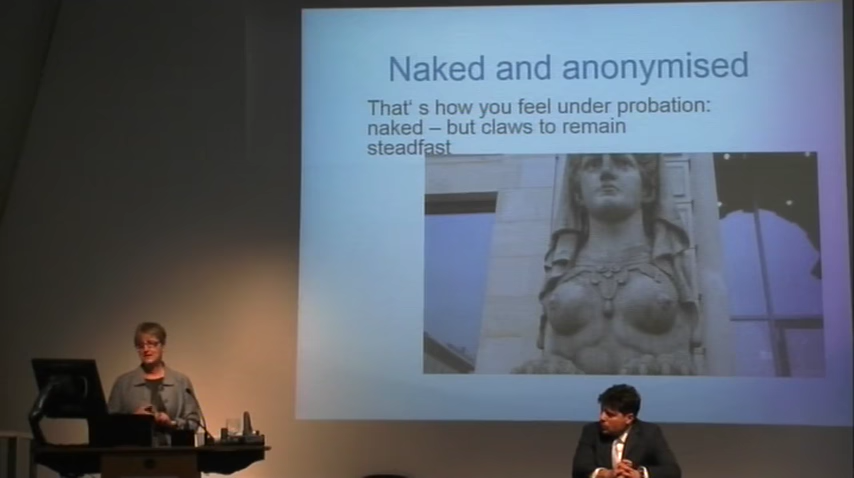 Naked and anonymised
That's how you feel under probation:
naked – but claws to remain
steadfast